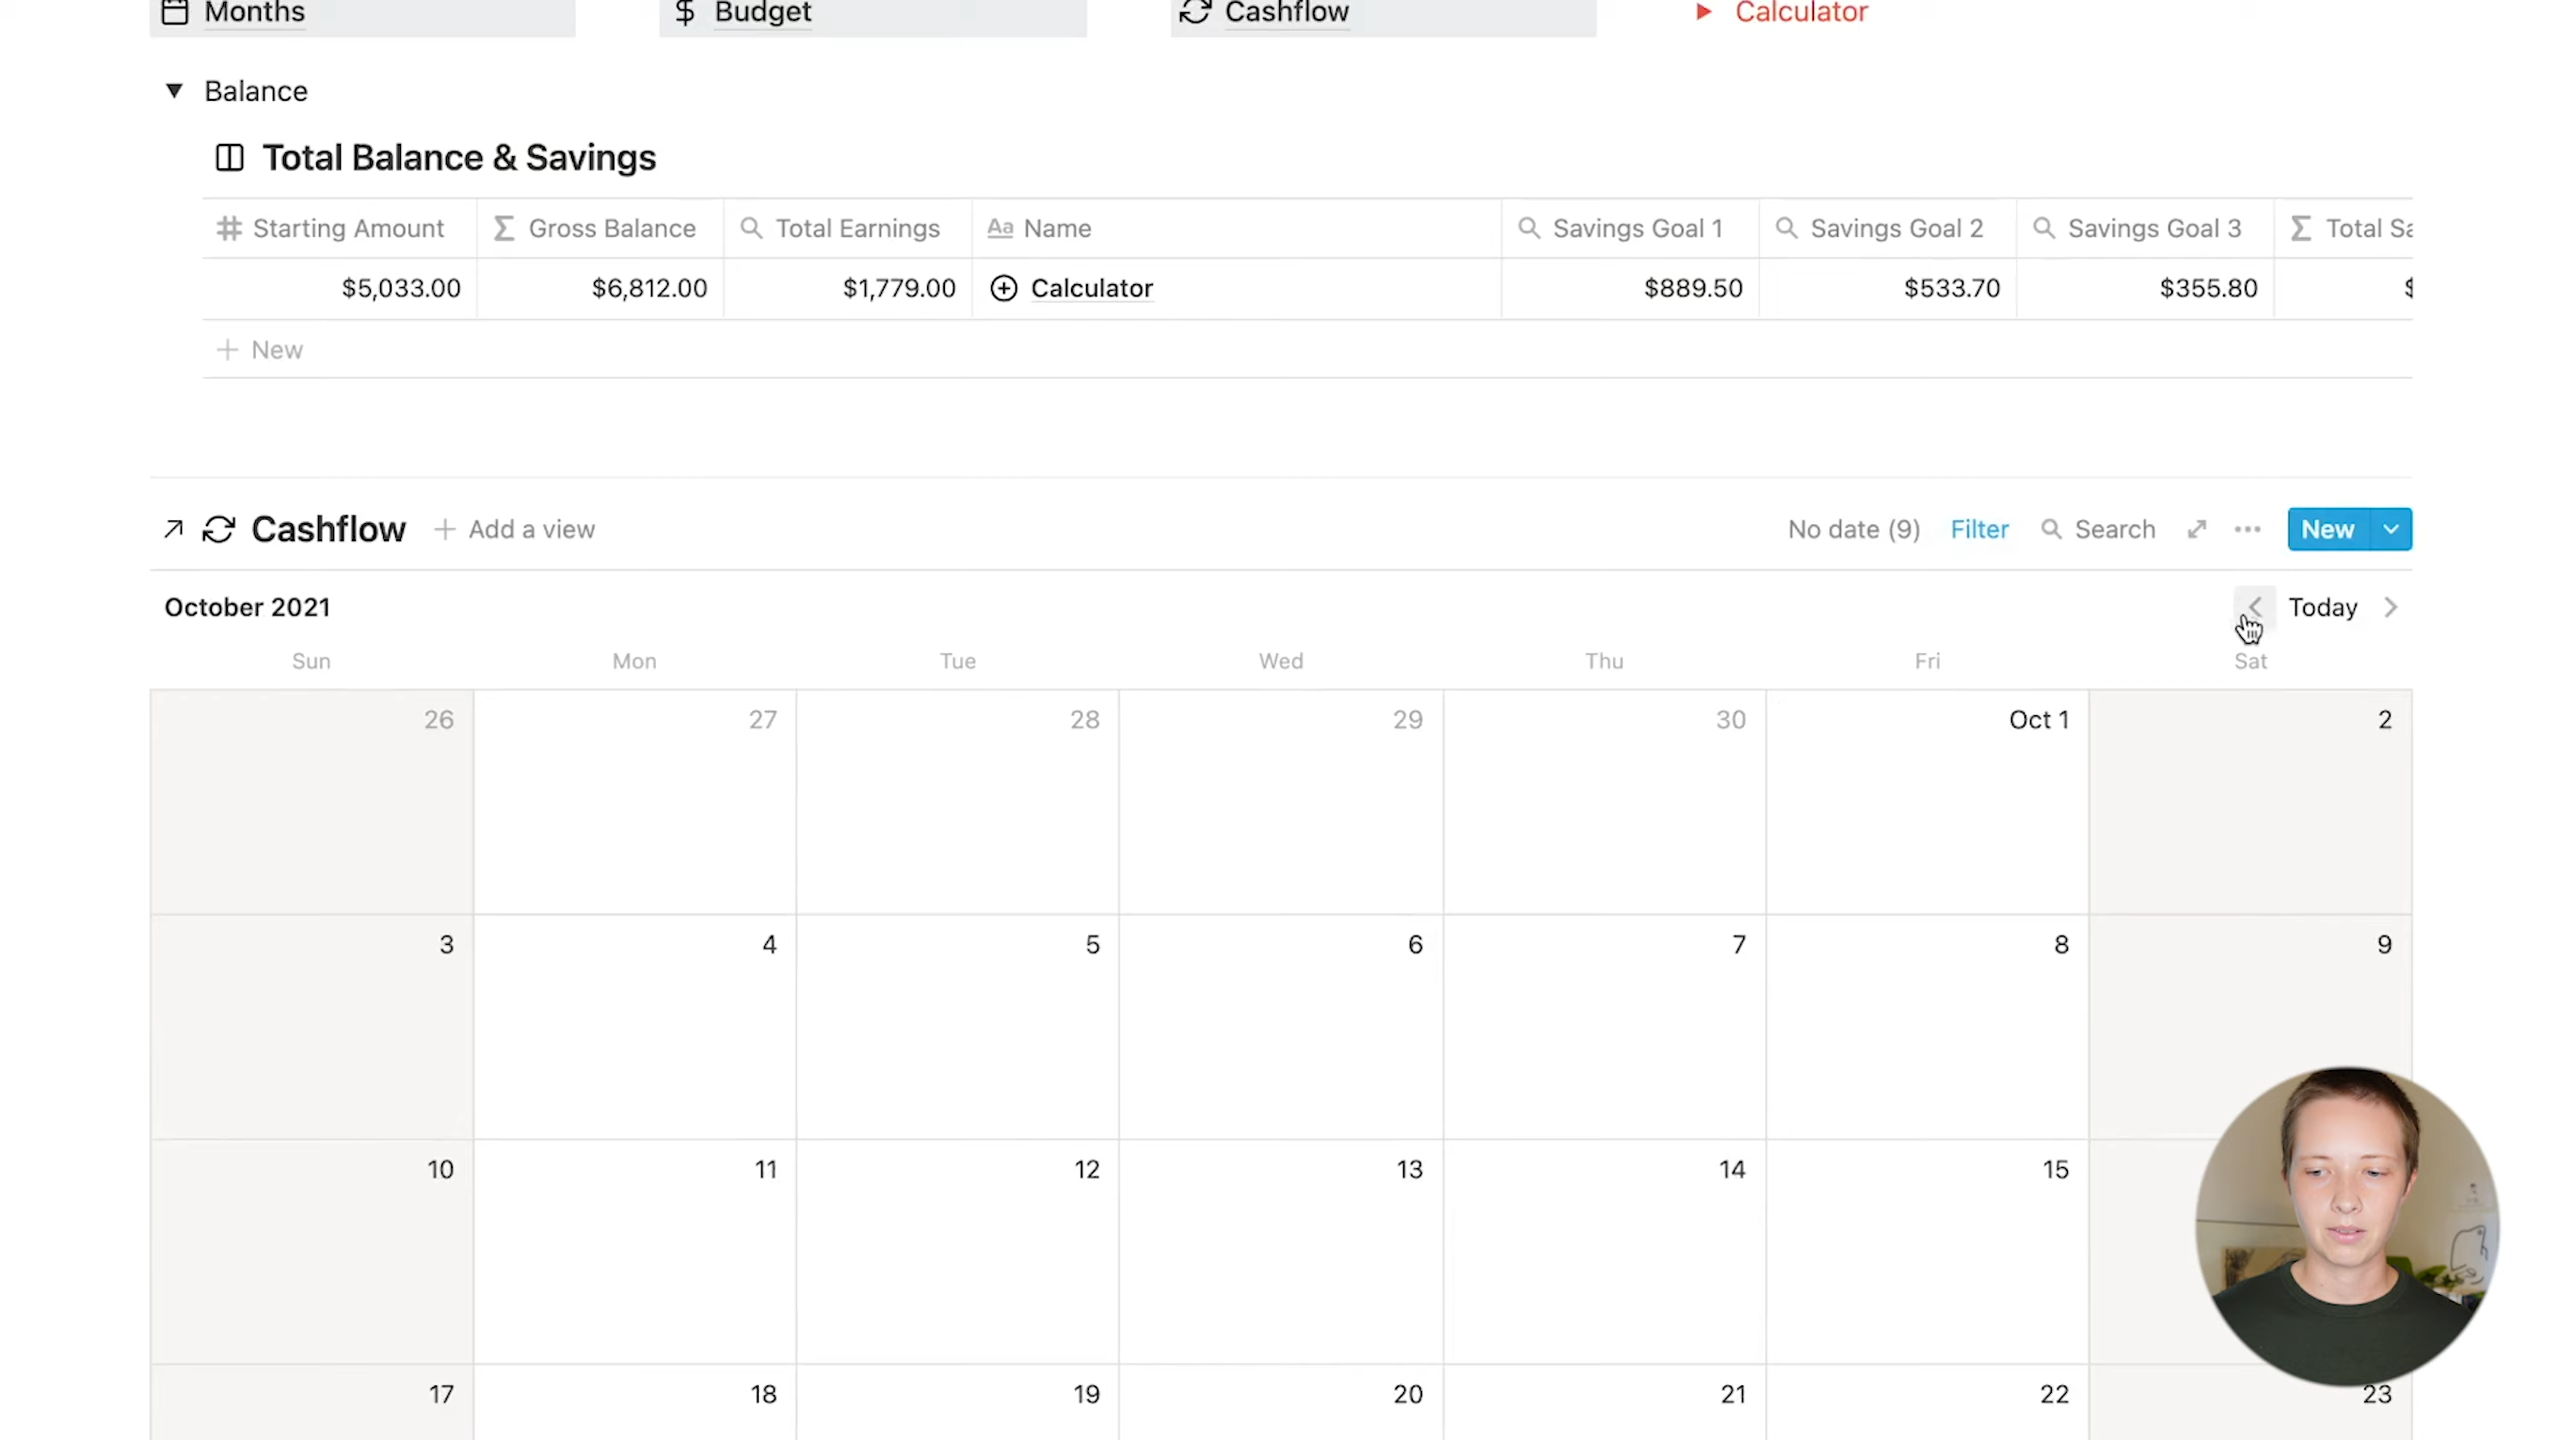 Months Budget Cashflow Calculator
Balance
Total Balance & Savings
Starting Amount Gross Balance Total Earnings Aa Name Savings Goal 1 Savings Goal 2 Savings Goal 3
$5,033.00 $6,812.00 $1,779.00 Calculator $889.50 $533.70 $355.80
+ New
Cashflow + Add a view No date (9) Filter Search New
October 2021 Today
Sun Mon Tue Wed Thu Fri Sat
26 27 28 29 30 Oct 1 2
3 4 5 6 7 8 9
10 11 12 13 14 15
17 18 19 20 21 22 23